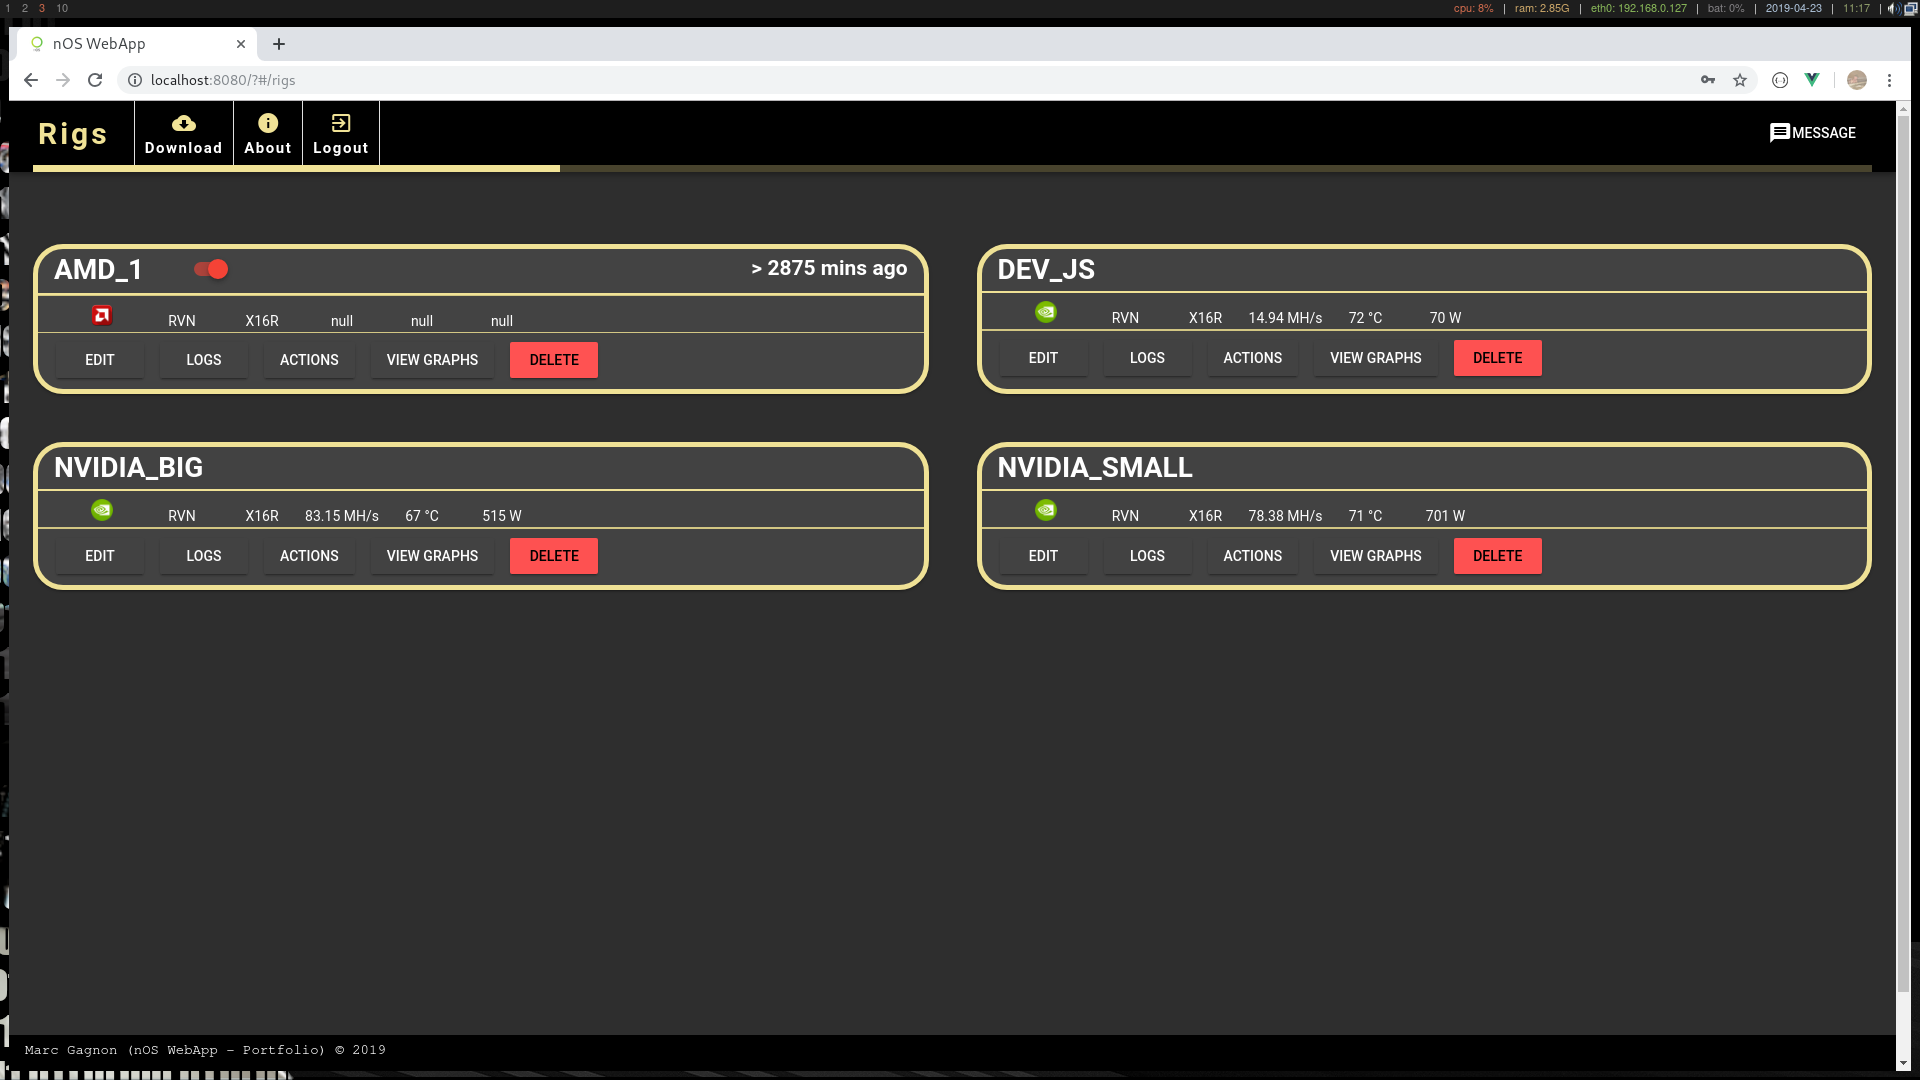 1 2 3 10 cpu: 8% | ram: 2.85G | eth0: 192.168.0.127 | bat: 0% | 2019-04-23 | 11:17 |
nOS WebApp
localhost:8080/?#/rigs
Rigs
Download
About
Logout
MESSAGE
AMD_1
> 2875 mins ago
RVN X16R null null null
EDIT LOGS ACTIONS VIEW GRAPHS DELETE
DEV_JS
RVN X16R 14.94 MH/s 72 °C 70 W
EDIT LOGS ACTIONS VIEW GRAPHS DELETE
NVIDIA_BIG
RVN X16R 83.15 MH/s 67 °C 515 W
EDIT LOGS ACTIONS VIEW GRAPHS DELETE
NVIDIA_SMALL
RVN X16R 78.38 MH/s 71 °C 701 W
EDIT LOGS ACTIONS VIEW GRAPHS DELETE
Marc Gagnon (nOS WebApp – Portfolio) © 2019